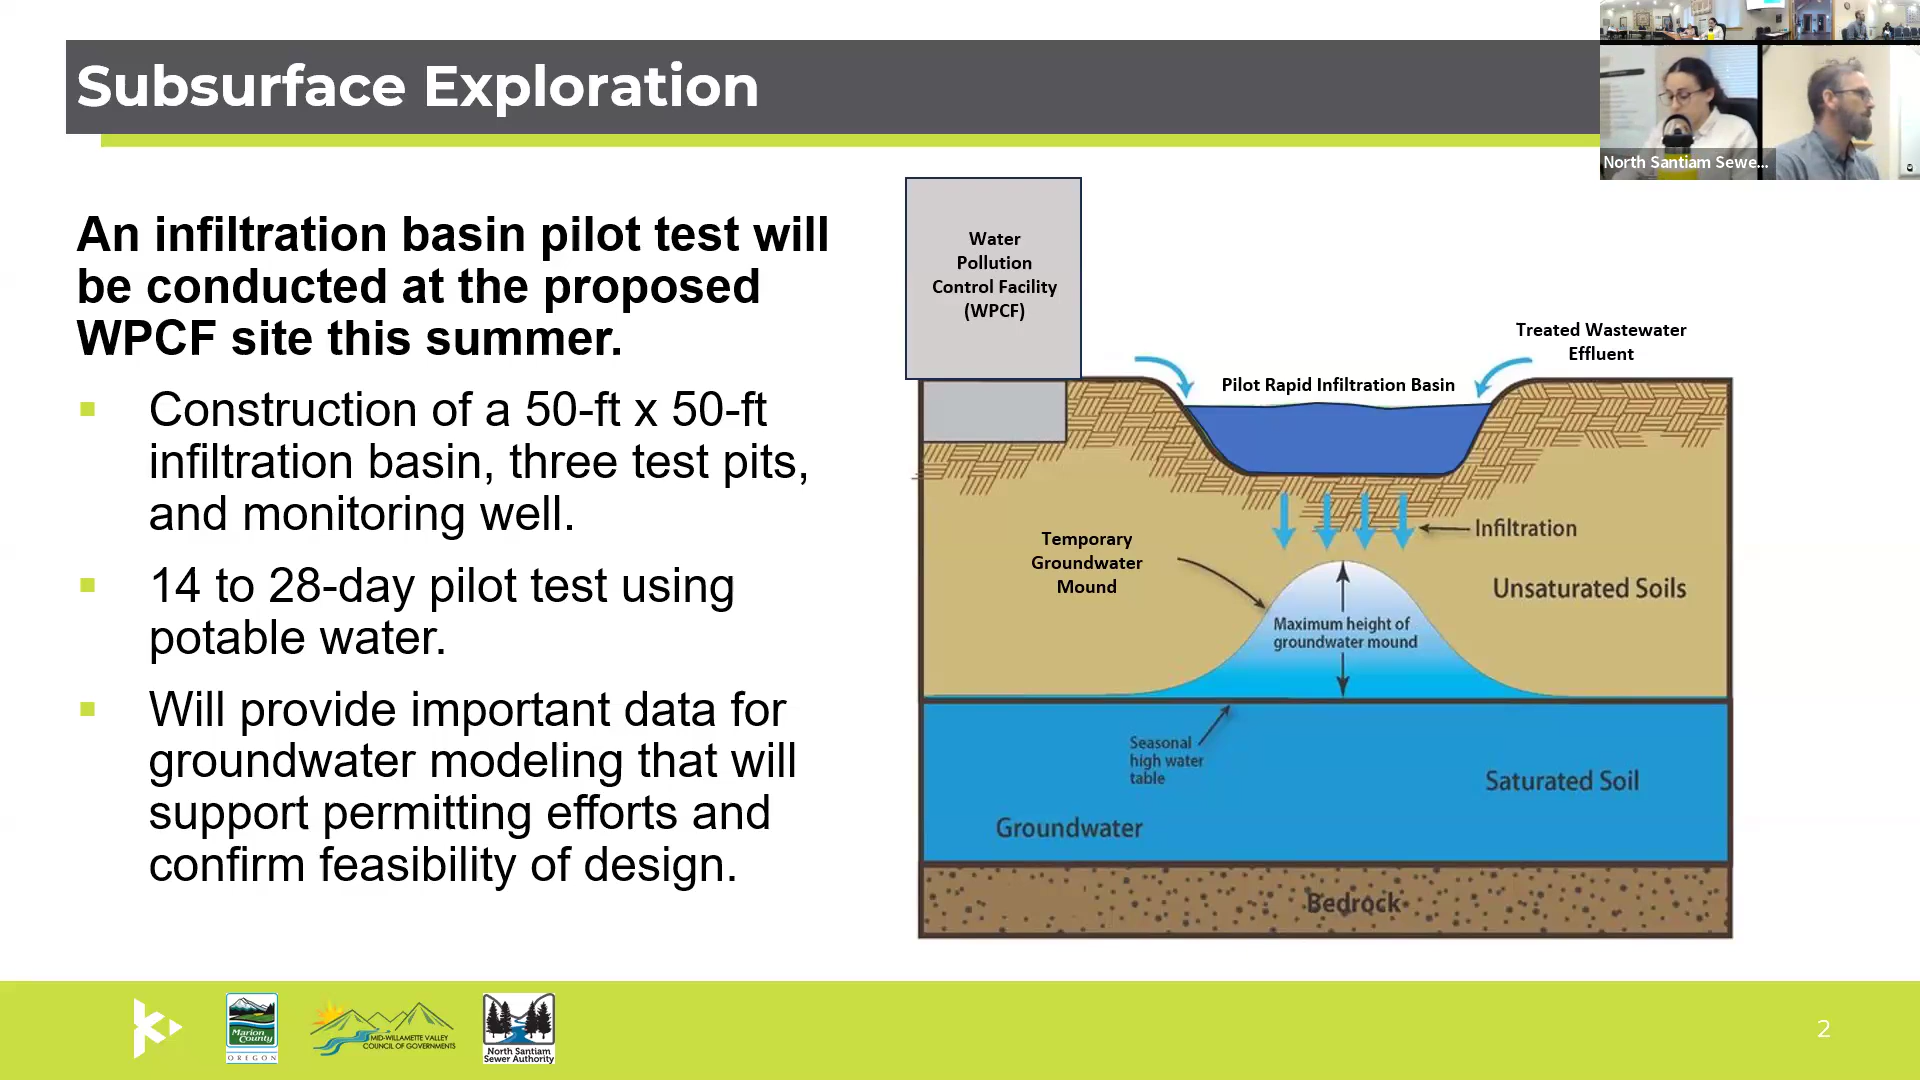 Subsurface Exploration
North Santiam Sewe...
An infiltration basin pilot test will
be conducted at the proposed
WPCF site this summer.
Construction of a 50-ft x 50-ft
infiltration basin, three test pits,
and monitoring well.
14 to 28-day pilot test using
potable water.
Will provide important data for
groundwater modeling that will
support permitting efforts and
confirm feasibility of design.
Water
Pollution
Control Facility
(WPCF)
Treated Wastewater
Effluent
Pilot Rapid Infiltration Basin
Infiltration
Temporary
Groundwater
Mound
Unsaturated Soils
Maximum height of
groundwater mound
Seasonal
high water
table
Saturated Soil
Groundwater
Bedrock
Marion
County
OREGON
MID-WILLAMETTE VALLEY
COUNCIL OF GOVERNMENTS
North Santiam
Sewer Authority
2